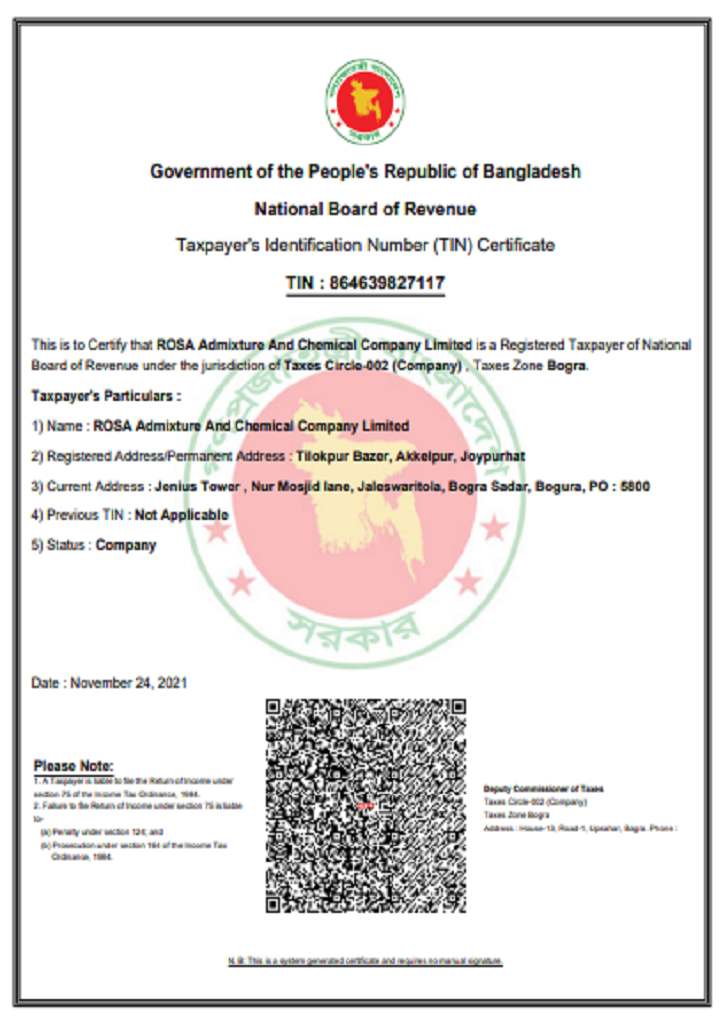 গণপ্রজাতন্ত্রী বাংলাদেশ
সরকার
Government of the People's Republic of Bangladesh
National Board of Revenue
Taxpayer's Identification Number (TIN) Certificate
TIN : 864639827117
This is to Certify that ROSA Admixture And Chemical Company Limited is a Registered Taxpayer of National
Board of Revenue under the jurisdiction of Taxes Circle-002 (Company) , Taxes Zone Bogra.
Taxpayer's Particulars :
1) Name : ROSA Admixture And Chemical Company Limited
2) Registered Address/Permanent Address : Tilokpur Bazer, Akkelpur, Joypurhat
3) Current Address : Jenius Tower , Nur Mosjid lane, Jaleswaritola, Bogra Sadar, Bogura, PO : 5800
4) Previous TIN : Not Applicable
5) Status : Company
গণপ্রজাতন্ত্রী বাংলাদেশ
সরকার
Date : November 24, 2021
Please Note:
1. A Taxpayer is liable to file the Return of Income under
section 75 of the Income Tax Ordinance, 1984.
2. Failure to file Return of Income under section 75 is liable
to-
(a) Penalty under section 124; and
(b) Prosecution under section 164 of the Income Tax
Ordinance, 1984.
Deputy Commissioner of Taxes
Taxes Circle-002 (Company)
Taxes Zone Bogra
Address : House-13, Road-1, Upashar, Bogra. Phone :
N. B: This is a system generated certificate and requires no manual signature.